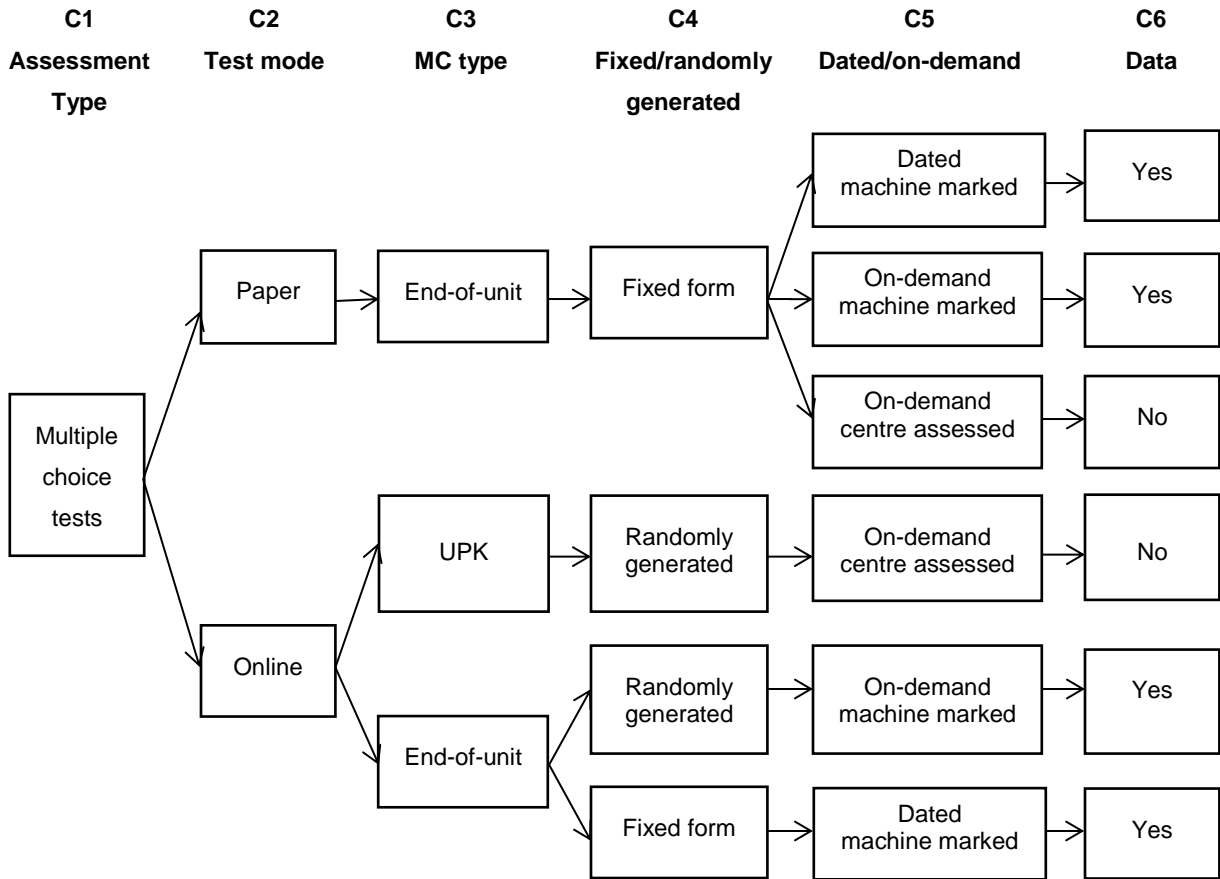 C1
Assessment
Type
C2
Test mode
C3
MC type
C4
Fixed/randomly
generated
C5
Dated/on-demand
C6
Data
Multiple
choice
tests
Paper
End-of-unit
Fixed form
Dated
machine marked
Yes
On-demand
machine marked
Yes
On-demand
centre assessed
No
Online
UPK
Randomly
generated
On-demand
centre assessed
No
End-of-unit
Randomly
generated
On-demand
machine marked
Yes
Fixed form
Dated
machine marked
Yes